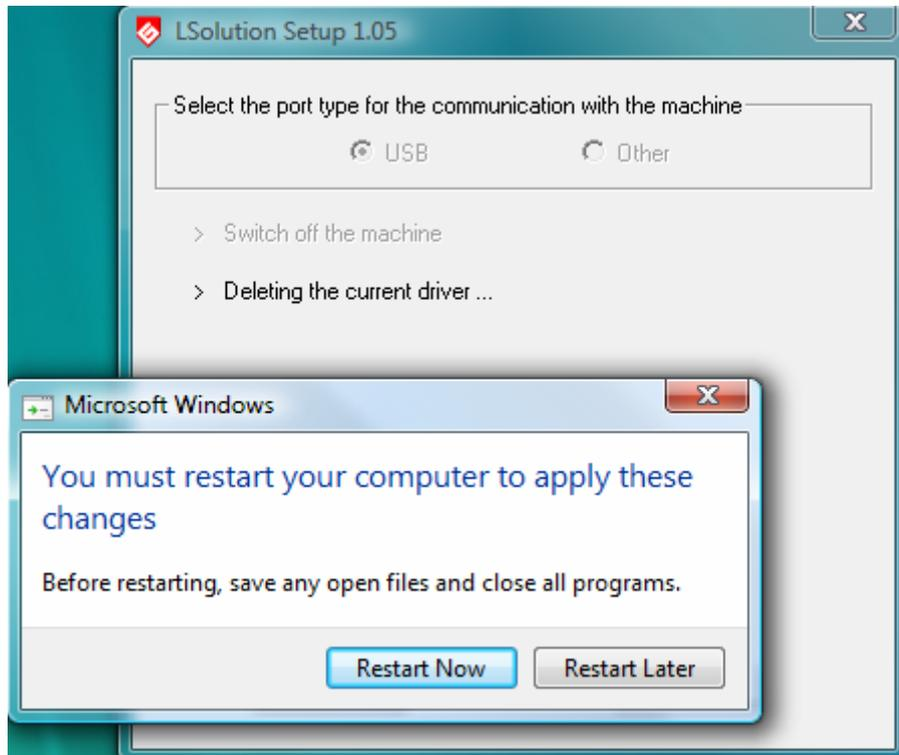 LSolution Setup 1.05
Select the port type for the communication with the machine
USB Other
> Switch off the machine
> Deleting the current driver ...
Microsoft Windows
You must restart your computer to apply these
changes
Before restarting, save any open files and close all programs.
Restart Now Restart Later